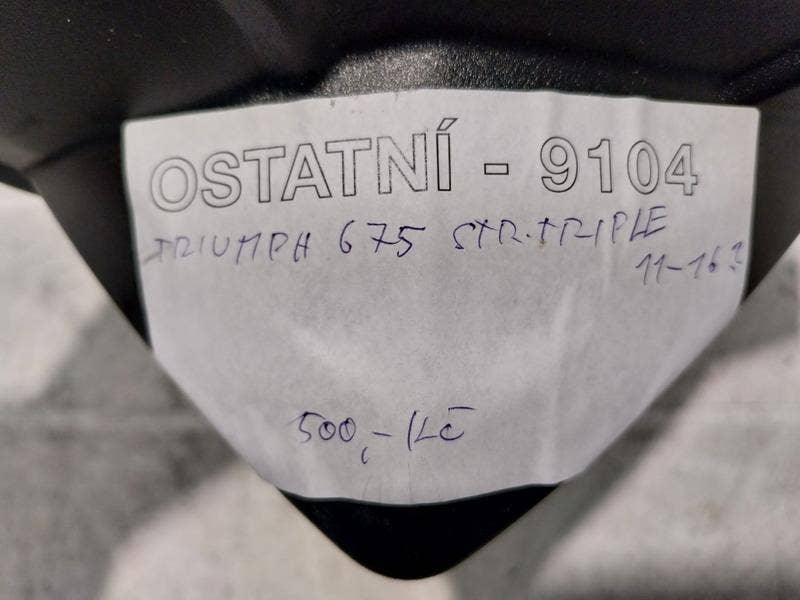 OSTATNÍ - 9104
TRIUMPH 675 STR.TRIPLE
11-16?
500,- Kč